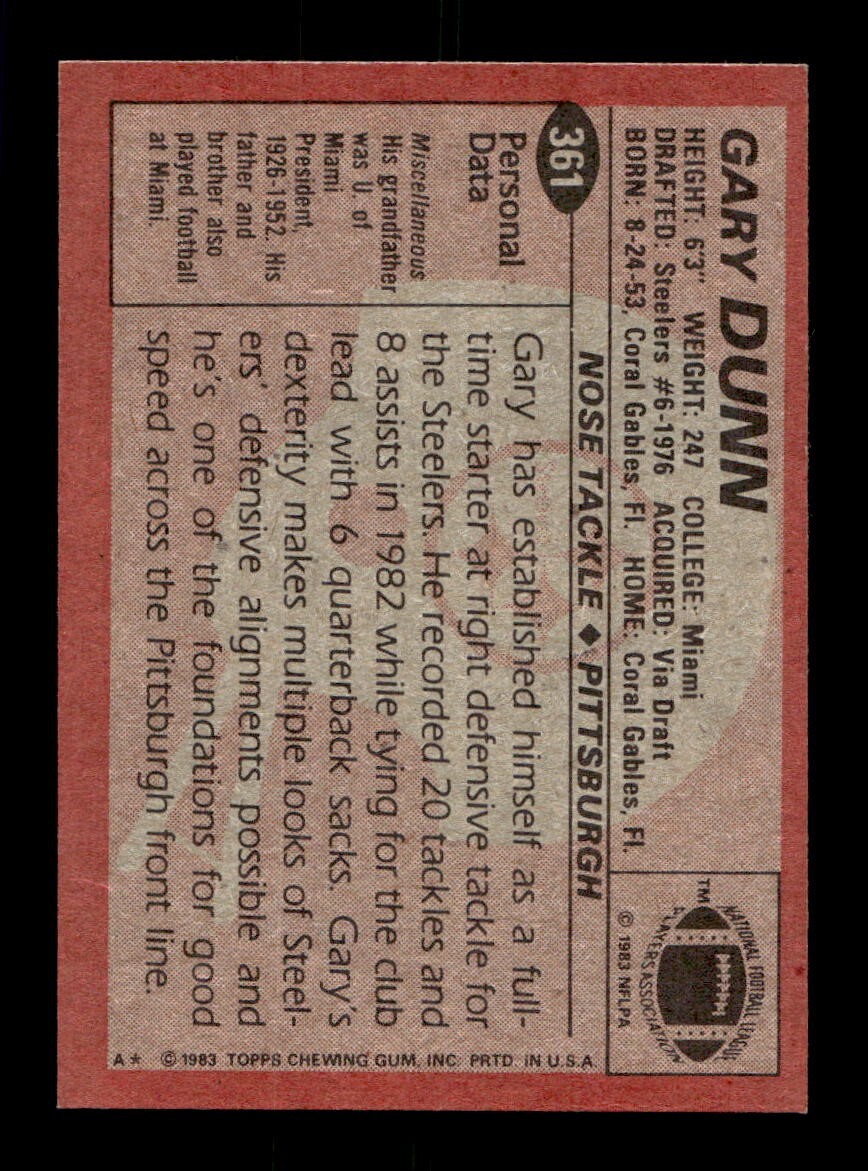 GARY DUNN
HEIGHT: 6'3" WEIGHT: 247 COLLEGE: Miami
DRAFTED: Steelers #6-1976 ACQUIRED: Via Draft
BORN: 8-24-53, Coral Gables, Fl. HOME: Coral Gables, Fl.
TM
NATIONAL FOOTBALL LEAGUE
PLAYERS ASSOCIATION
© 1983 NFLPA
361
NOSE TACKLE ♦ PITTSBURGH
Personal
Data
Miscellaneous
His grandfather
was U. of
Miami
President,
1926-1952. His
father and
brother also
played football
at Miami.
Gary has established himself as a full-
time starter at right defensive tackle for
the Steelers. He recorded 20 tackles and
8 assists in 1982 while tying for the club
lead with 6 quarterback sacks. Gary's
dexterity makes multiple looks of Steel-
ers' defensive alignments possible and
he's one of the foundations for good
speed across the Pittsburgh front line.
A* © 1983 TOPPS CHEWING GUM, INC. PRTD. IN U.S.A.